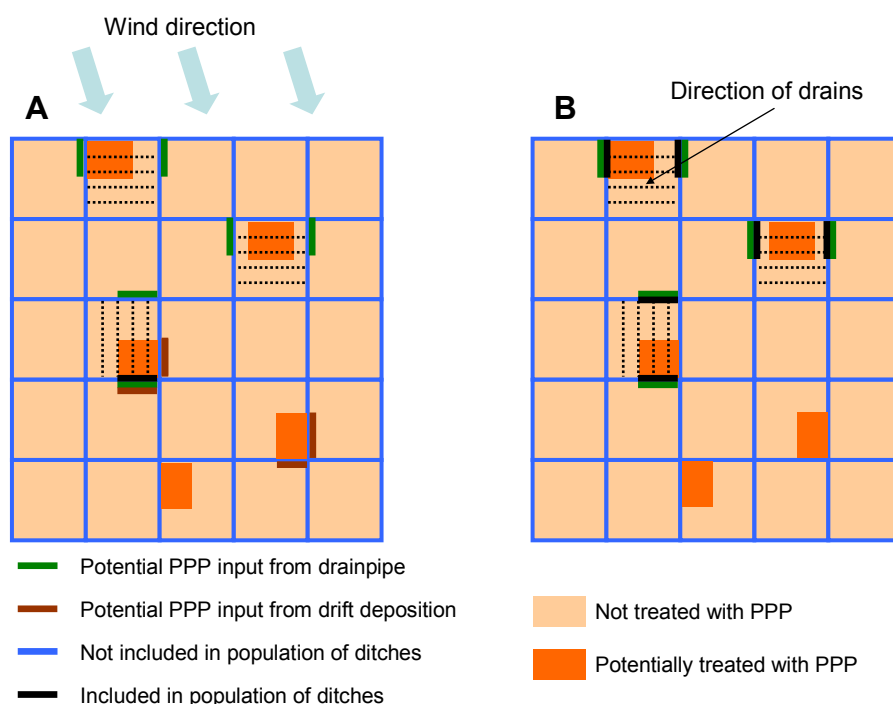 Wind direction
A
B
Direction of drains
Potential PPP input from drainpipe
Potential PPP input from drift deposition
Not included in population of ditches
Included in population of ditches
Not treated with PPP
Potentially treated with PPP